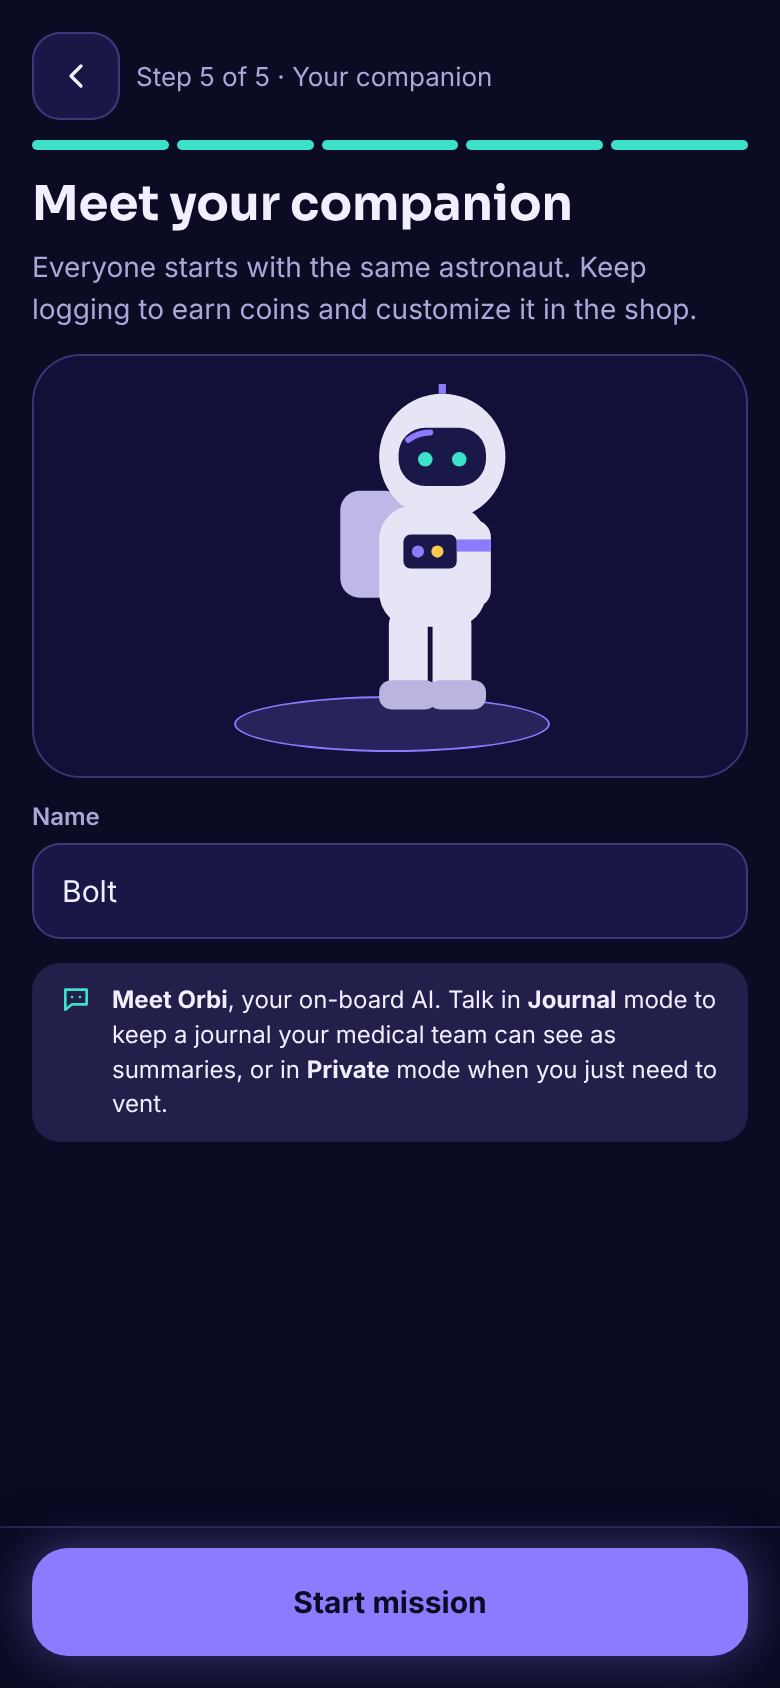 Step 5 of 5 · Your companion
Meet your companion
Everyone starts with the same astronaut. Keep
logging to earn coins and customize it in the shop.
Name
Bolt
Meet Orbi, your on-board AI. Talk in Journal mode to
keep a journal your medical team can see as
summaries, or in Private mode when you just need to
vent.
Start mission